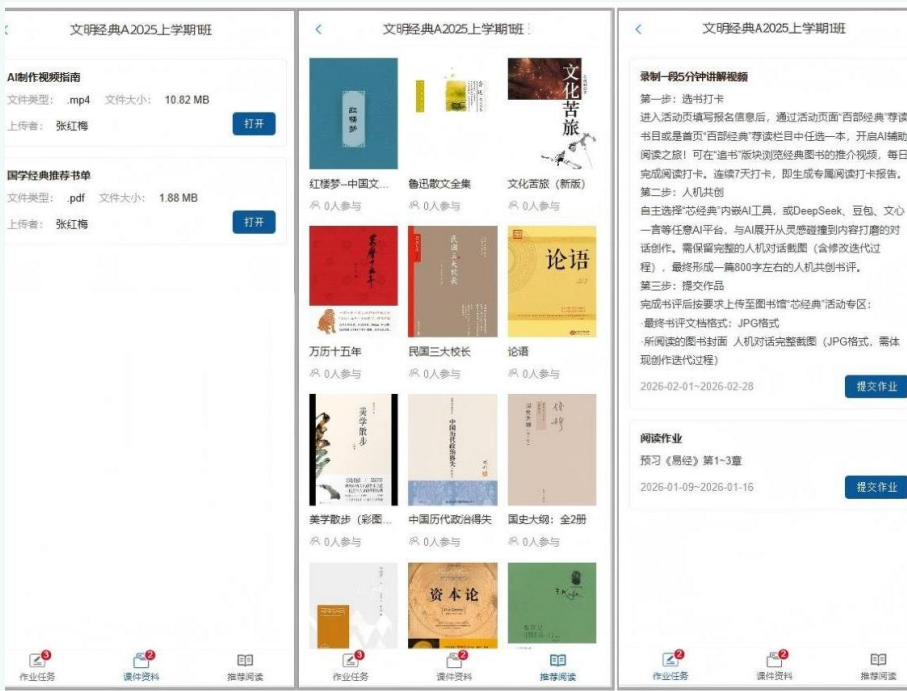 文明经典A2025上学期1班
AI制作视频指南
文件类型： .mp4 文件大小： 10.82 MB
上传者： 张红梅
打开
国学经典推荐书单
文件类型： .pdf 文件大小： 1.88 MB
上传者： 张红梅
打开
3
2
作业任务
课件资料
推荐阅读
文明经典A2025上学期1班
红楼梦
文化苦旅
红楼梦--中国文...
鲁迅散文全集
文化苦旅（新版）
0人参与
0人参与
0人参与
万历十五年
民国三大校长
论语
万历十五年
民国三大校长
论语
0人参与
0人参与
0人参与
美学散步
中国历代政治得失
国史大纲
美学散步（彩图...
中国历代政治得失
国史大纲：全2册
0人参与
0人参与
0人参与
资本论
3
2
作业任务
课件资料
推荐阅读
文明经典A2025上学期1班
录制一段5分钟讲解视频
第一步：选书打卡
进入活动页填写报名信息后，通过活动页面“百部经典”荐读
书目或是首页“百部经典”荐读栏目中任选一本，开启AI辅助
阅读之旅！可在“追书”版块浏览经典图书的推介视频，每日
完成阅读打卡。连续7天打卡，即生成专属阅读打卡报告。
第二步：人机共创
自主选择“芯经典”内嵌AI工具，或DeepSeek、豆包、文心
一言等任意AI平台，与AI展开从灵感碰撞到内容打磨的对
话创作。需保留完整的人机对话截图（含修改迭代过
程），最终形成一篇800字左右的人机共创书评。
第三步：提交作品
完成书评后按要求上传至图书馆“芯经典”活动专区：
·最终书评文档格式：JPG格式
·所阅读的图书封面 人机对话完整截图（JPG格式，需体
现创作迭代过程）
2026-02-01~2026-02-28
提交作业
阅读作业
预习《易经》第1~3章
2026-01-09~2026-01-16
提交作业
2
2
作业任务
课件资料
推荐阅读